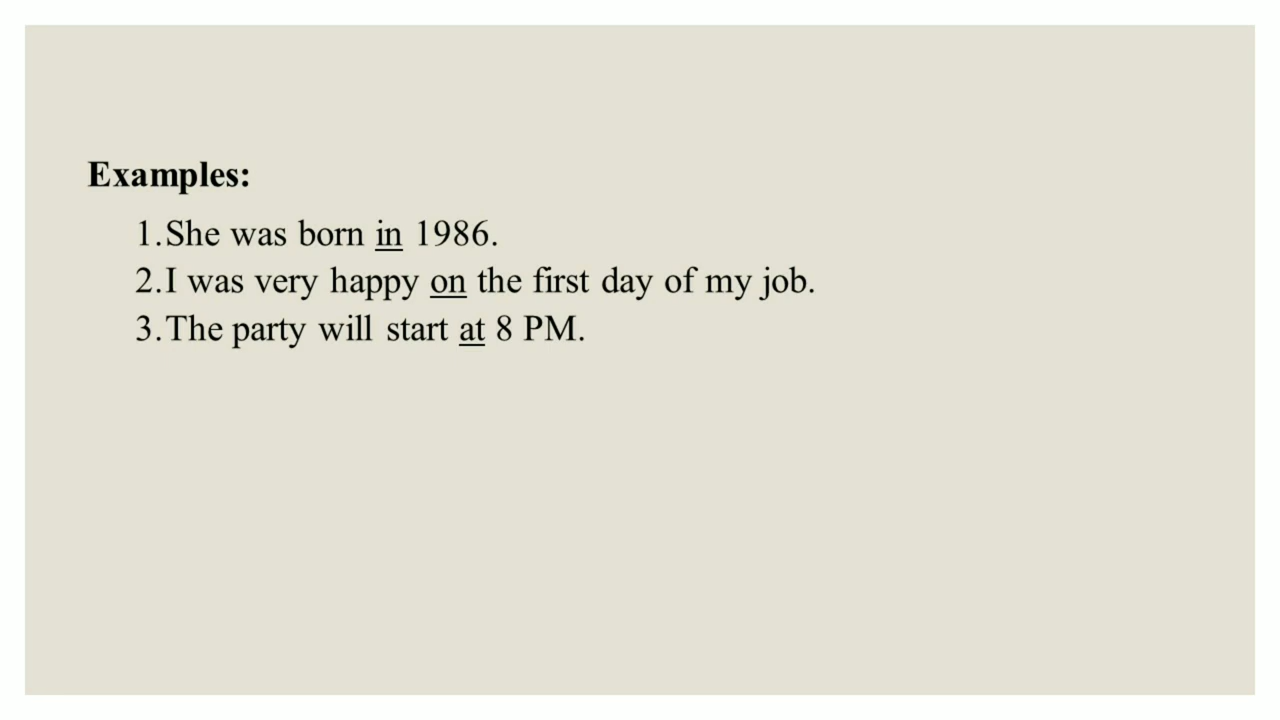 Examples:
1.She was born in 1986.
2.I was very happy on the first day of my job.
3.The party will start at 8 PM.